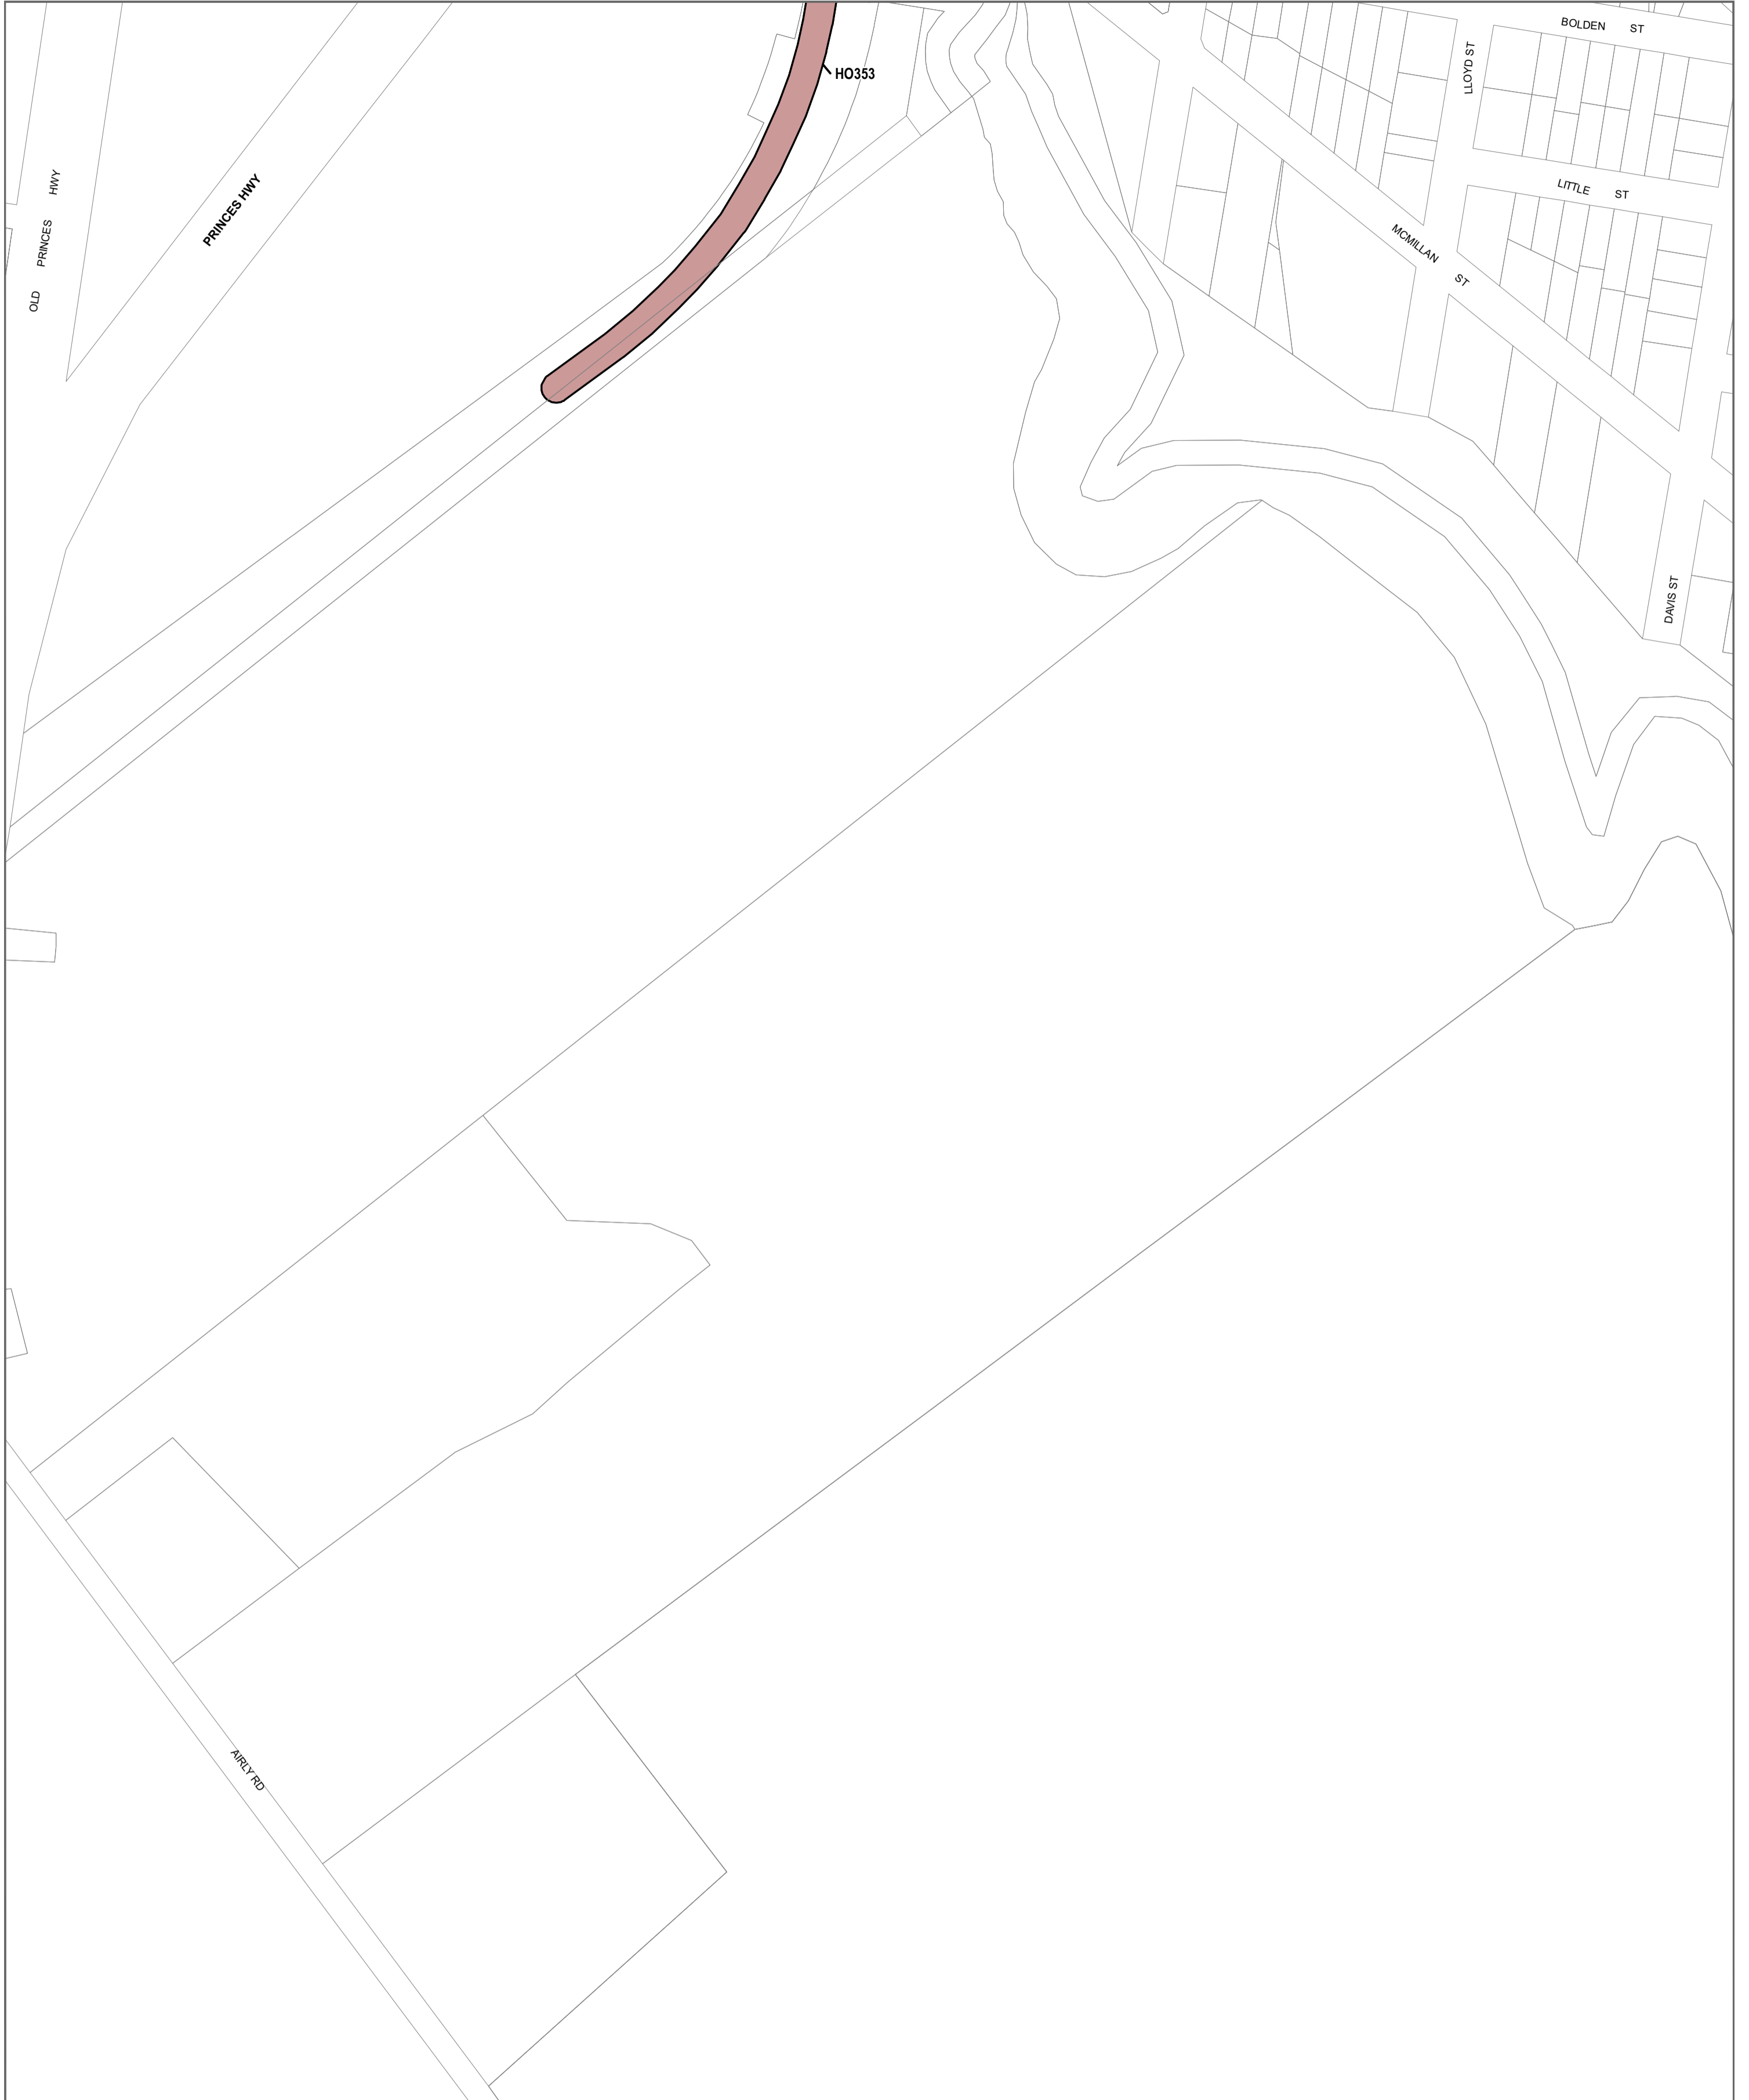 BOLDEN ST
LLOYD ST
HO353
OLD PRINCES HWY
PRINCES HWY
LITTLE ST
MCMILLAN ST
DAVIS ST
AIRLY RD